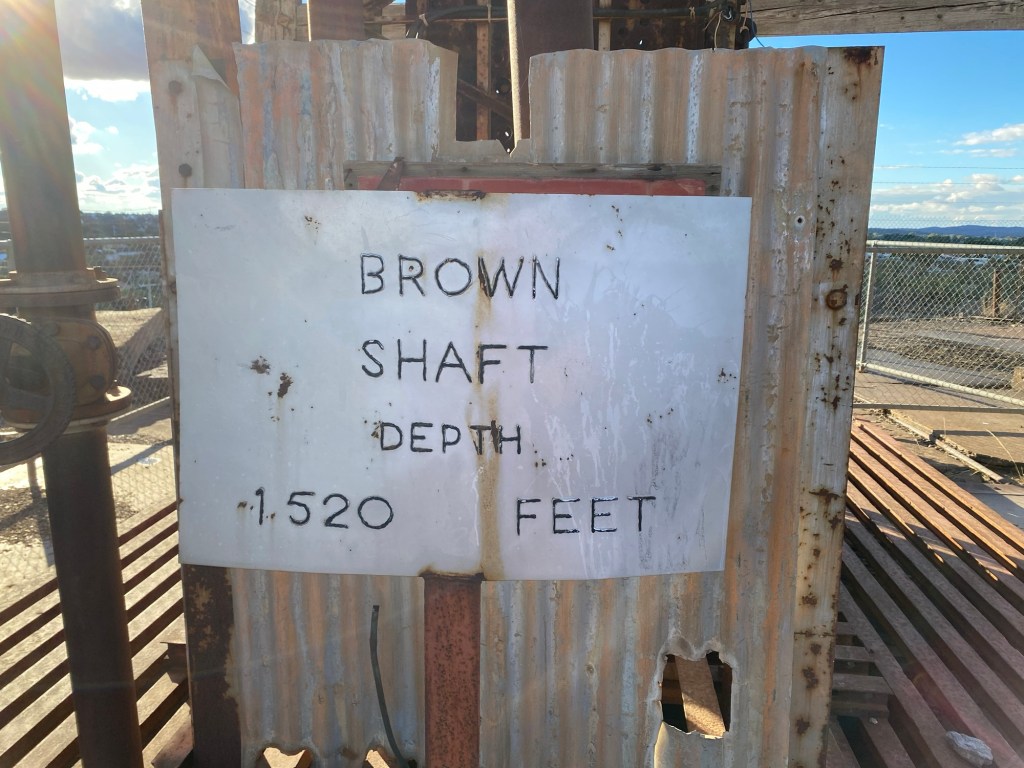 BROWN
SHAFT
DEPTH
1520 FEET